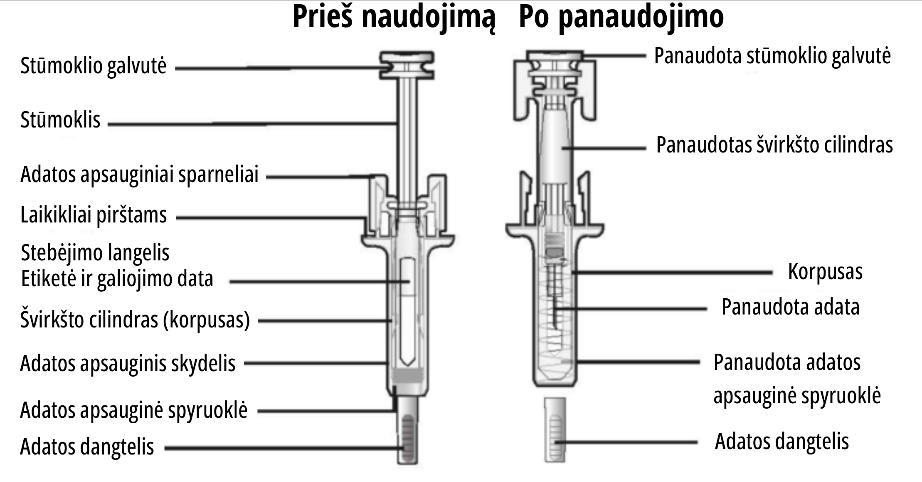 Prieš naudojimą
Po panaudojimo
Stūmoklio galvutė
Stūmoklis
Adatos apsauginiai sparneliai
Laikikliai pirštams
Stebėjimo langelis
Etiketė ir galiojimo data
Švirkšto cilindras (korpusas)
Adatos apsauginis skydelis
Adatos apsauginė spyruoklė
Adatos dangtelis
Panaudota stūmoklio galvutė
Panaudotas švirkšto cilindras
Korpusas
Panaudota adata
Panaudota adatos
apsauginė spyruoklė
Adatos dangtelis